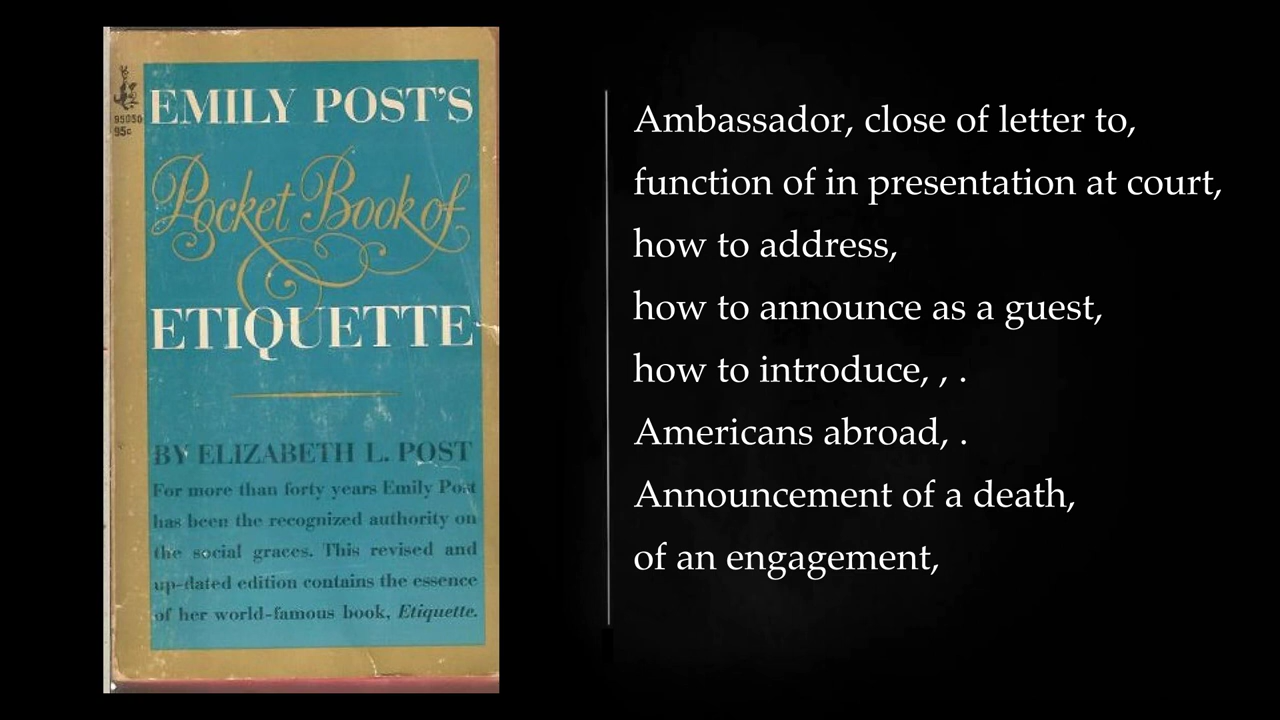 EMILY POST'S
Pocket Book of
ETIQUETTE
95050
95c
BY ELIZABETH L. POST
For more than forty years Emily Post
has been the recognized authority on
the social graces. This revised and
up-dated edition contains the essence
of her world-famous book, Etiquette.
Ambassador, close of letter to,
function of in presentation at court,
how to address,
how to announce as a guest,
how to introduce, , .
Americans abroad, .
Announcement of a death,
of an engagement,